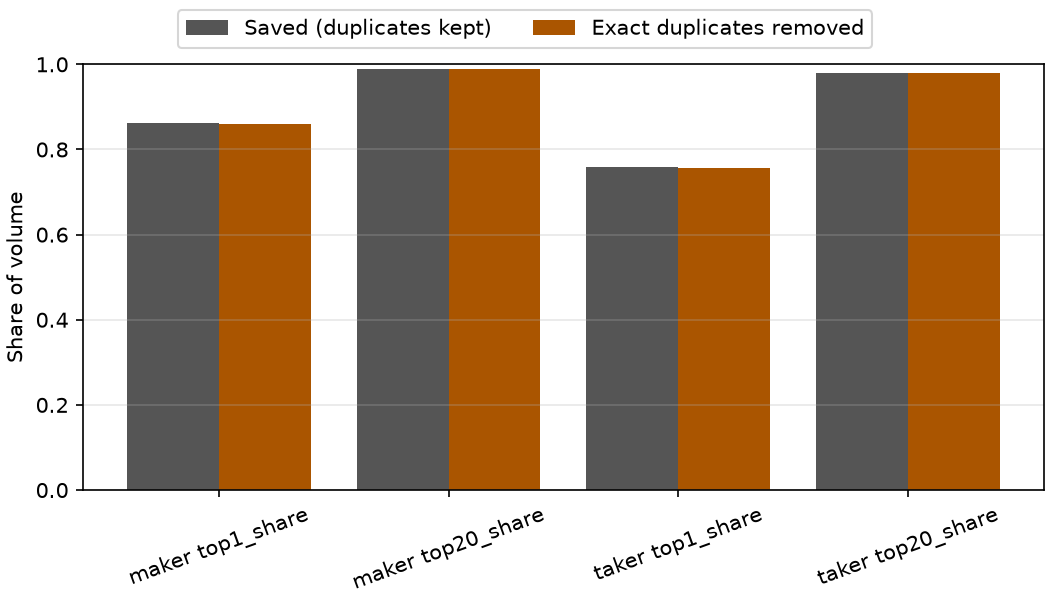 Saved (duplicates kept) Exact duplicates removed
1.0
0.8
0.6
0.4
0.2
0.0
Share of volume
maker top1_share
maker top20_share
taker top1_share
taker top20_share